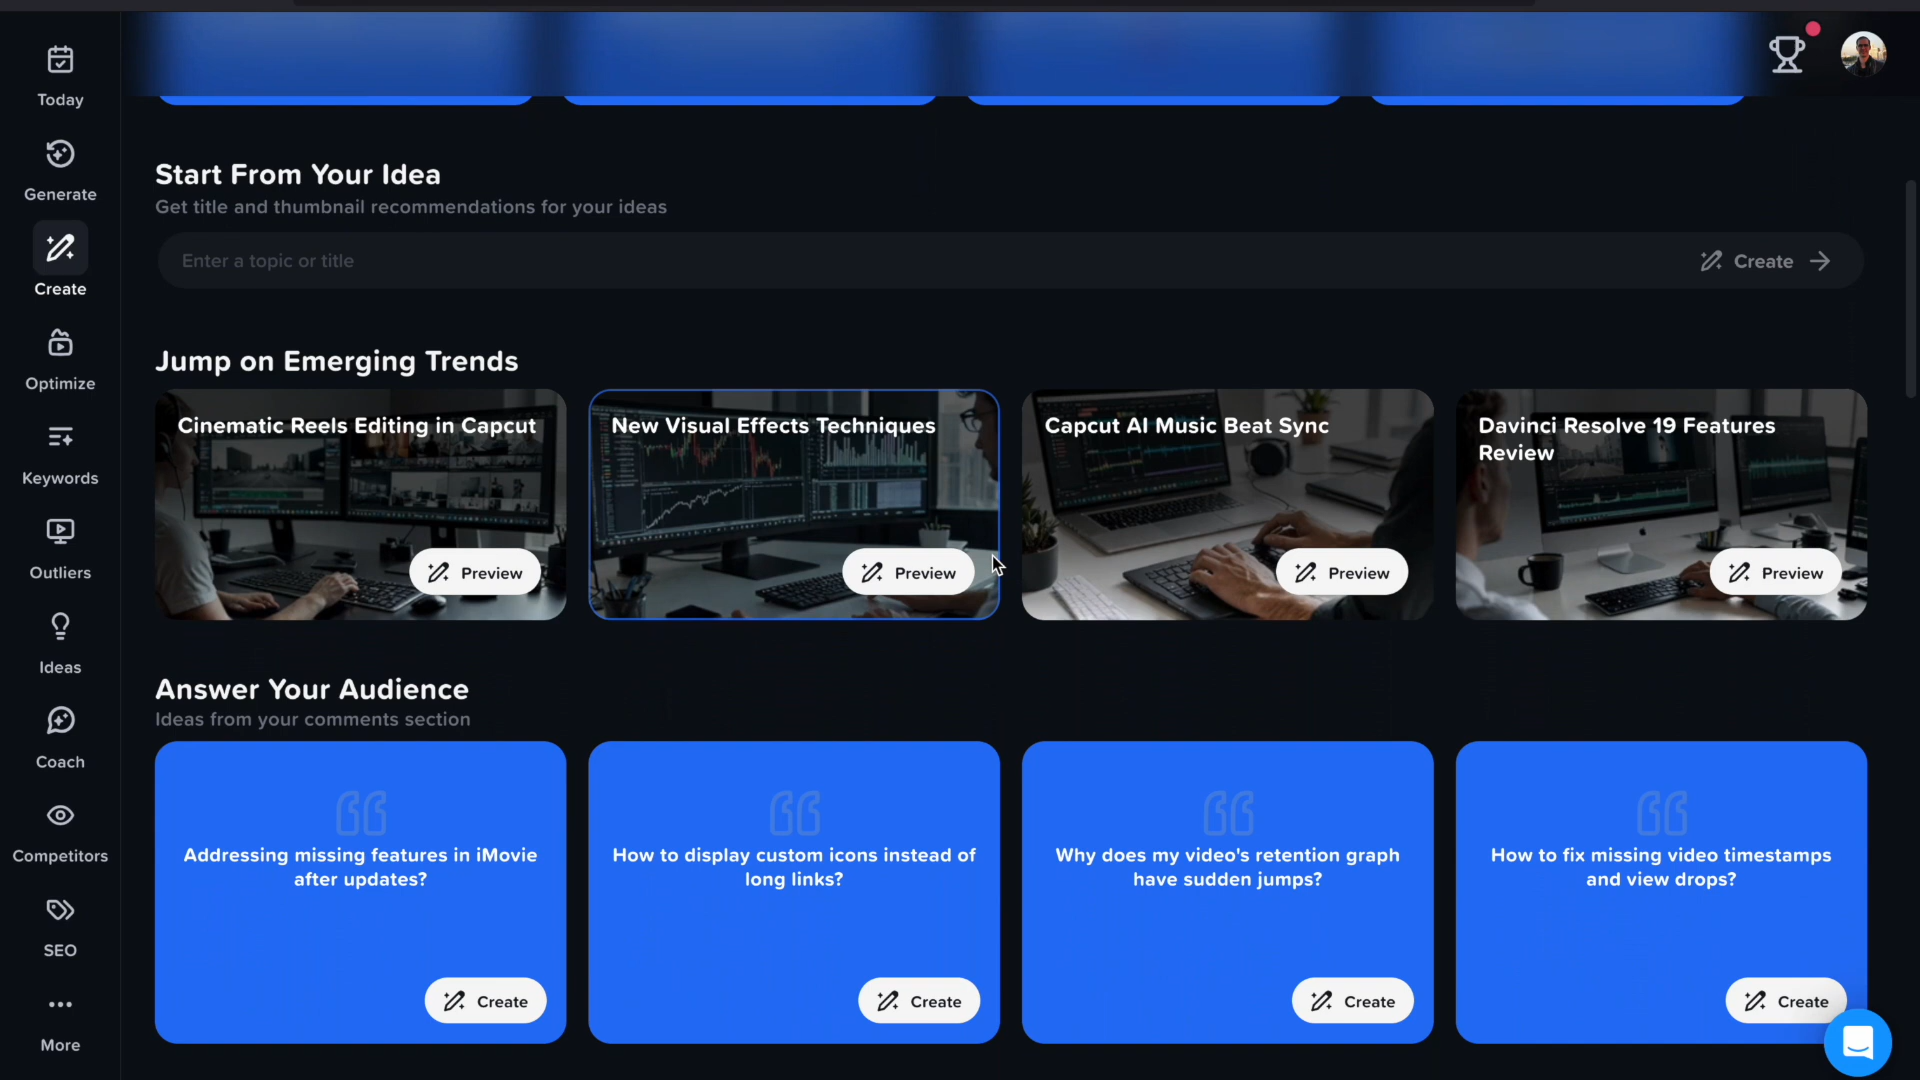 Today
Generate
Create
Optimize
Keywords
Outliers
Ideas
Coach
Competitors
SEO
More
Start From Your Idea
Get title and thumbnail recommendations for your ideas
Enter a topic or title
Create
Jump on Emerging Trends
Cinematic Reels Editing in Capcut
Preview
New Visual Effects Techniques
Preview
Capcut AI Music Beat Sync
Preview
Davinci Resolve 19 Features
Review
Preview
Answer Your Audience
Ideas from your comments section
Addressing missing features in iMovie
after updates?
Create
How to display custom icons instead of
long links?
Create
Why does my video's retention graph
have sudden jumps?
Create
How to fix missing video timestamps
and view drops?
Create